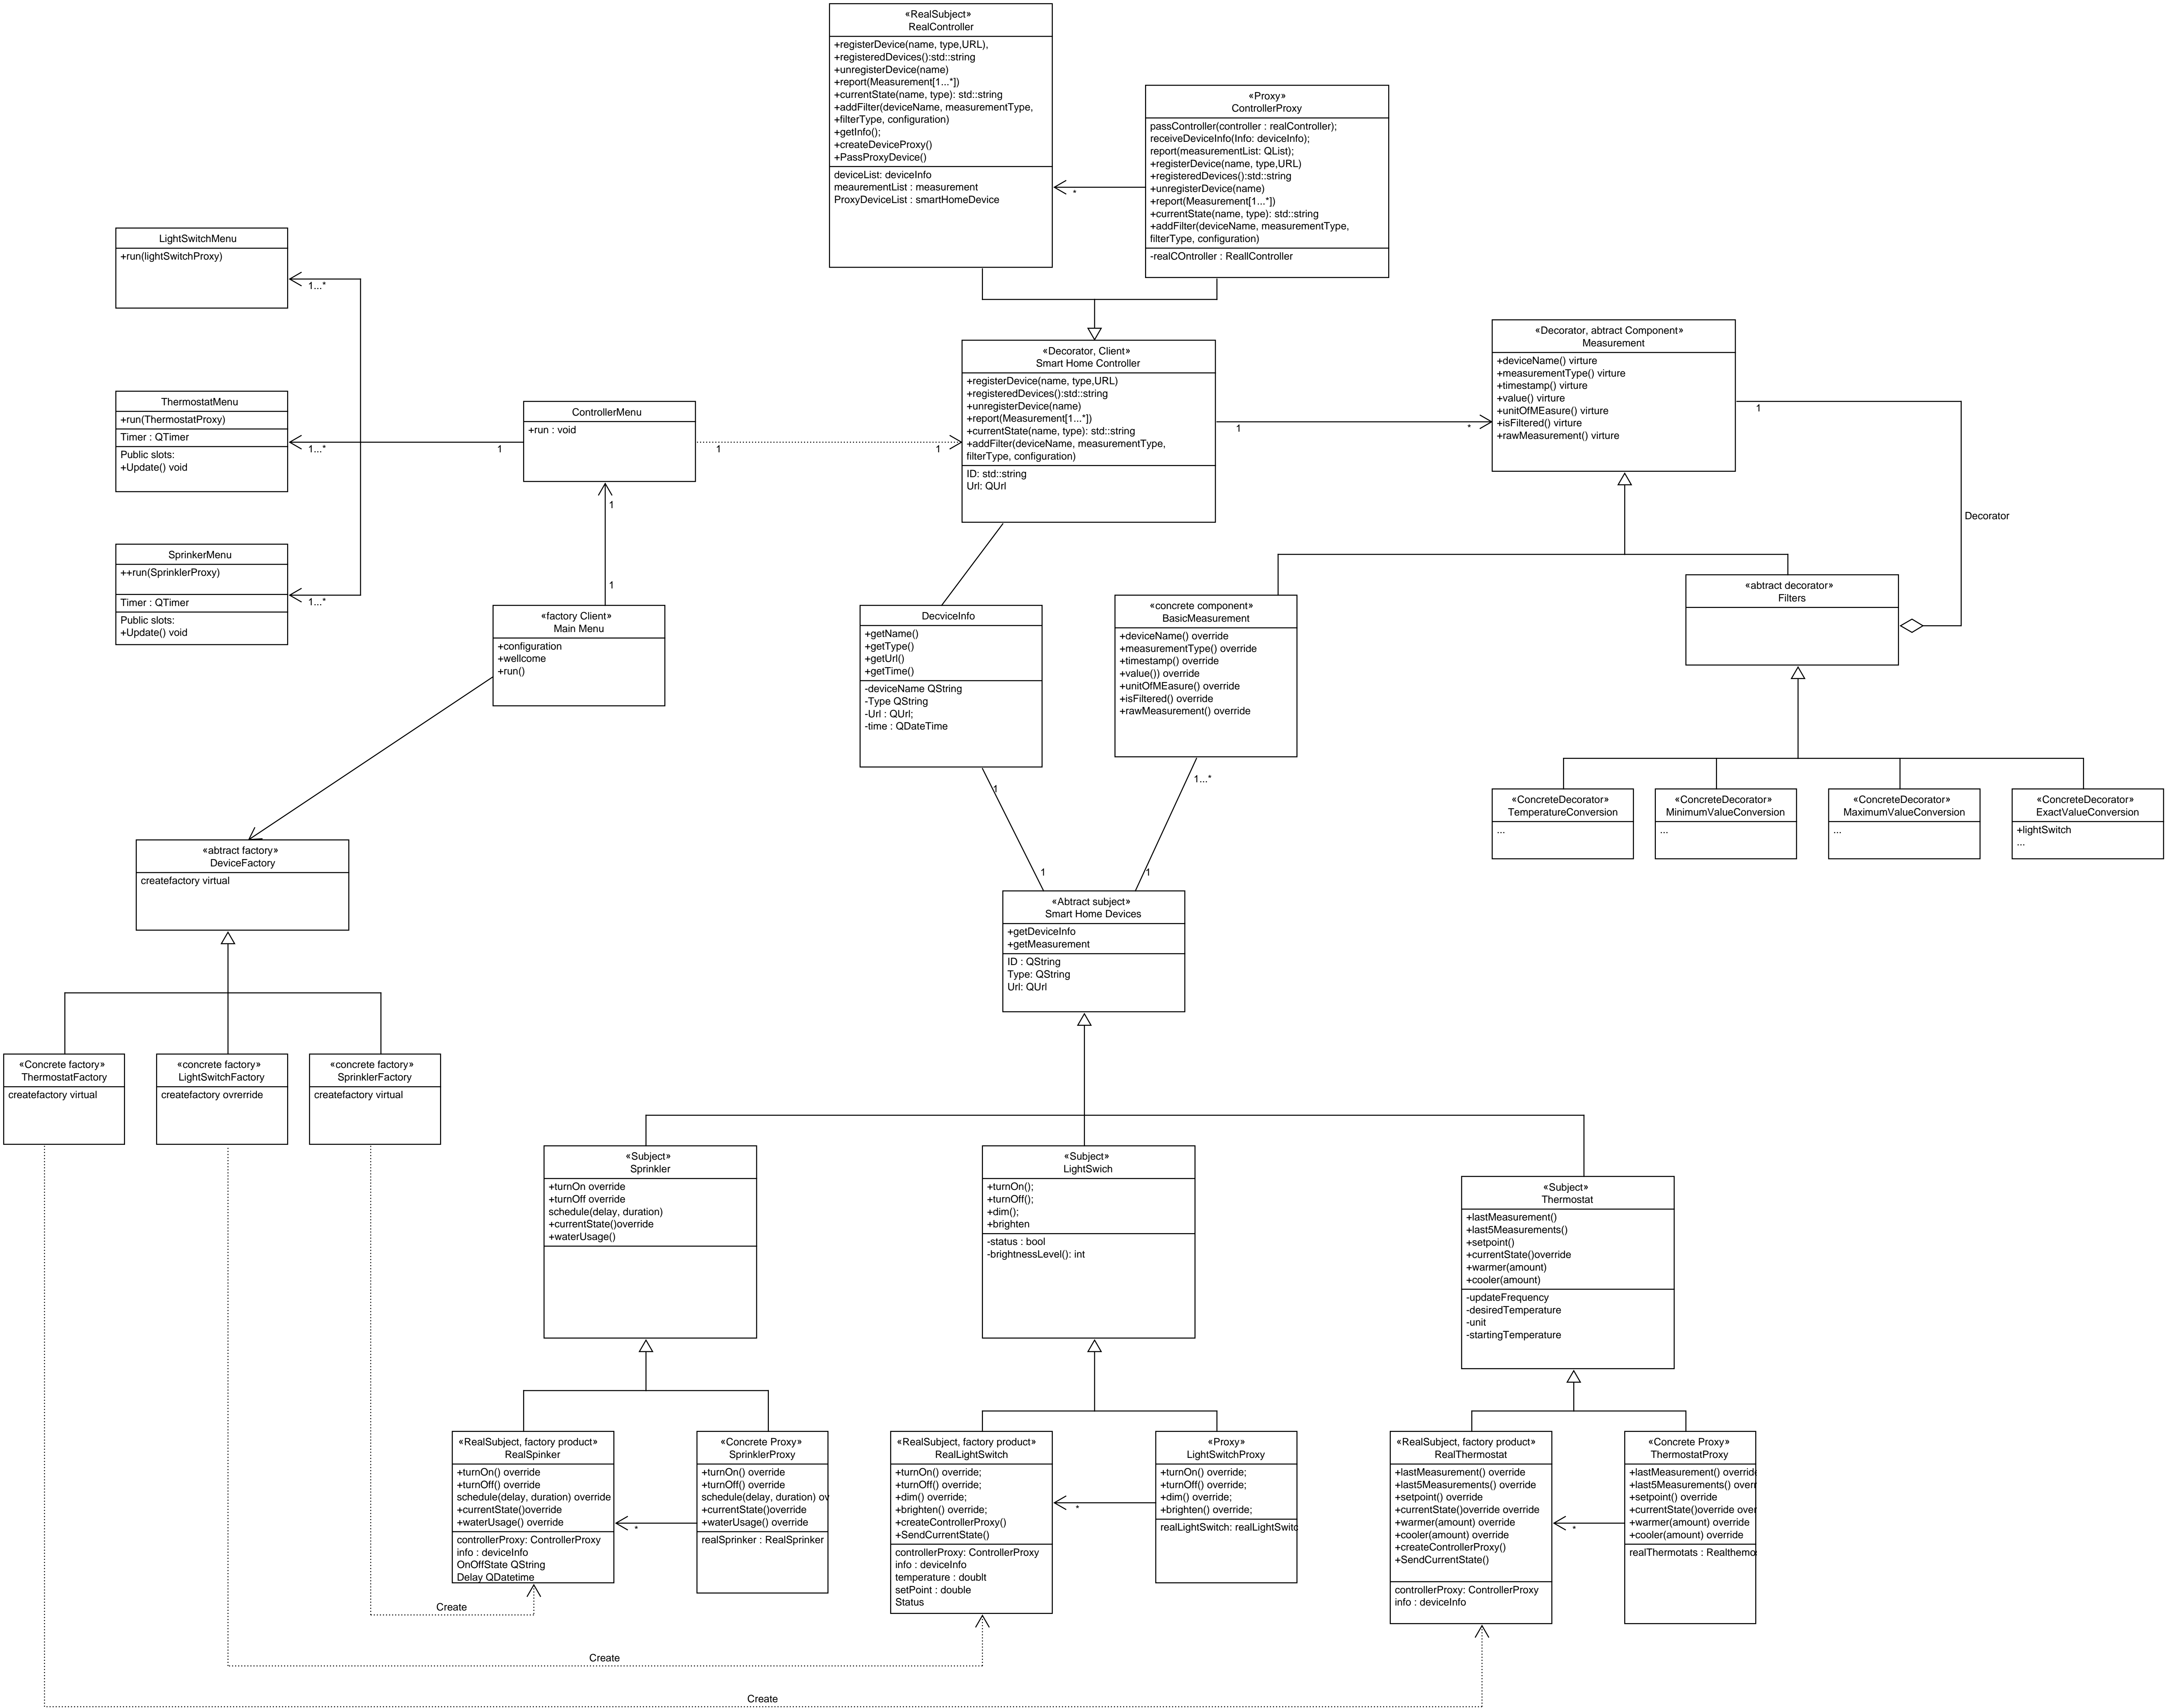 «RealSubject»
RealController
+registerDevice(name, type,URL),
+registeredDevices():std::string
+unregisterDevice(name)
+report(Measurement[1...*])
+currentState(name, type): std::string
+addFilter(deviceName, measurementType,
+filterType, configuration)
+getInfo();
+createDeviceProxy()
+PassProxyDevice()
deviceList: deviceInfo
meaurementList : measurement
ProxyDeviceList : smartHomeDevice
«Proxy»
ControllerProxy
passController(controller : realController);
receiveDeviceInfo(Info: deviceInfo);
report(measurementList: QList);
+registerDevice(name, type,URL)
+registeredDevices():std::string
+unregisterDevice(name)
+report(Measurement[1...*])
+currentState(name, type): std::string
+addFilter(deviceName, measurementType,
filterType, configuration)
-realCOntroller : ReallController
*
LightSwitchMenu
+run(lightSwitchProxy)
1...*
ThermostatMenu
+run(ThermostatProxy)
Timer : QTimer
Public slots:
+Update() void
1...*
SprinkerMenu
++run(SprinklerProxy)
Timer : QTimer
Public slots:
+Update() void
1...*
ControllerMenu
+run : void
1
1
1
1
1
«factory Client»
Main Menu
+configuration
+wellcome
+run()
«Decorator, Client»
Smart Home Controller
+registerDevice(name, type,URL)
+registeredDevices():std::string
+unregisterDevice(name)
+report(Measurement[1...*])
+currentState(name, type): std::string
+addFilter(deviceName, measurementType,
filterType, configuration)
ID: std::string
Url: QUrl
1
*
«Decorator, abtract Component»
Measurement
+deviceName() virture
+measurementType() virture
+timestamp() virture
+value() virture
+unitOfMEasure() virture
+isFiltered() virture
+rawMeasurement() virture
1
Decorator
«abtract decorator»
Filters
DecviceInfo
+getName()
+getType()
+getUrl()
+getTime()
-deviceName QString
-Type QString
-Url : QUrl;
-time : QDateTime
1
1
«concrete component»
BasicMeasurement
+deviceName() override
+measurementType() override
+timestamp() override
+value()) override
+unitOfMEasure() override
+isFiltered() override
+rawMeasurement() override
1...*
1
«ConcreteDecorator»
TemperatureConversion
...
«ConcreteDecorator»
MinimumValueConversion
...
«ConcreteDecorator»
MaximumValueConversion
...
«ConcreteDecorator»
ExactValueConversion
+lightSwitch
...
«abtract factory»
DeviceFactory
createfactory virtual
«Abtract subject»
Smart Home Devices
+getDeviceInfo
+getMeasurement
ID : QString
Type: QString
Url: QUrl
«Concrete factory»
ThermostatFactory
createfactory virtual
«concrete factory»
LightSwitchFactory
createfactory ovrerride
«concrete factory»
SprinklerFactory
createfactory virtual
«Subject»
Sprinkler
+turnOn override
+turnOff override
schedule(delay, duration)
+currentState()override
+waterUsage()
«Subject»
LightSwich
+turnOn();
+turnOff();
+dim();
+brighten
-status : bool
-brightnessLevel(): int
«Subject»
Thermostat
+lastMeasurement()
+last5Measurements()
+setpoint()
+currentState()override
+warmer(amount)
+cooler(amount)
-updateFrequency
-desiredTemperature
-unit
-startingTemperature
«RealSubject, factory product»
RealSpinker
+turnOn() override
+turnOff() override
schedule(delay, duration) override
+currentState()override
+waterUsage() override
controllerProxy: ControllerProxy
info : deviceInfo
OnOffState QString
Delay QDatetime
*
«Concrete Proxy»
SprinklerProxy
+turnOn() override
+turnOff() override
schedule(delay, duration) ov
+currentState()override
+waterUsage() override
realSprinker : RealSprinker
«RealSubject, factory product»
RealLightSwitch
+turnOn() override;
+turnOff() override;
+dim() override;
+brighten() override;
+createControllerProxy()
+SendCurrentState()
controllerProxy: ControllerProxy
info : deviceInfo
temperature : doublt
setPoint : double
Status
*
«Proxy»
LightSwitchProxy
+turnOn() override;
+turnOff() override;
+dim() override;
+brighten() override;
realLightSwitch: realLightSwitc
«RealSubject, factory product»
RealThermostat
+lastMeasurement() override
+last5Measurements() override
+setpoint() override
+currentState()override override
+warmer(amount) override
+cooler(amount) override
+createControllerProxy()
+SendCurrentState()
controllerProxy: ControllerProxy
info : deviceInfo
*
«Concrete Proxy»
ThermostatProxy
+lastMeasurement() overrid
+last5Measurements() overr
+setpoint() override
+currentState()override over
+warmer(amount) override
+cooler(amount) override
realThermotats : Realthemo
Create
Create
Create